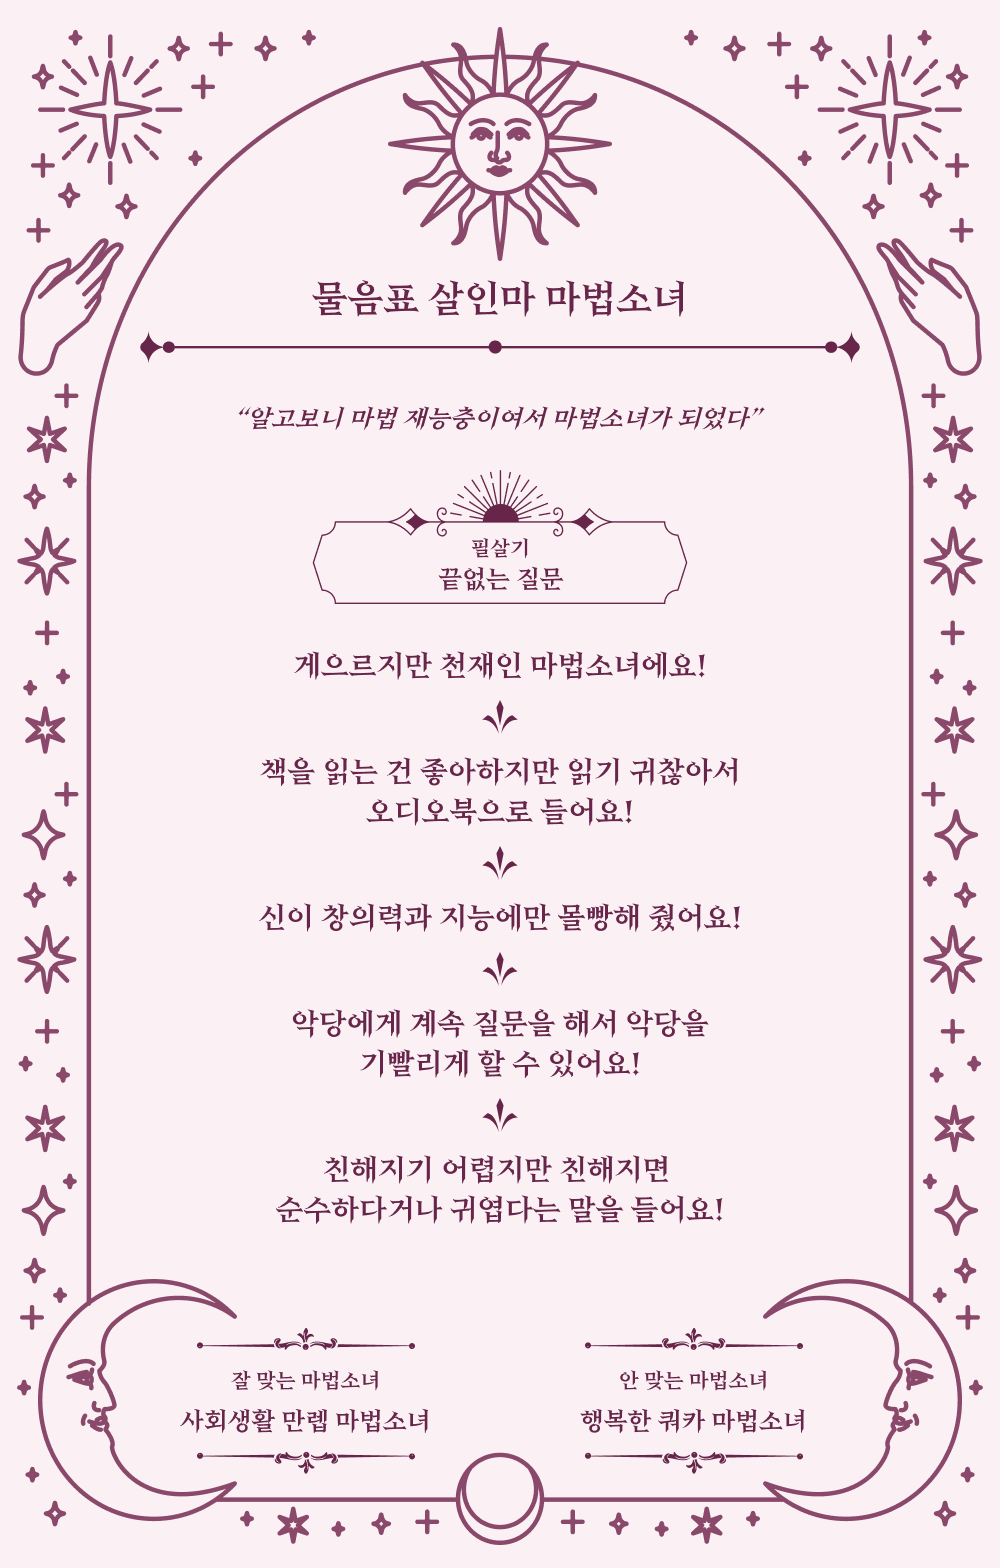 물음표 살인마 마법소녀
“알고보니 마법 재능충이여서 마법소녀가 되었다”
필살기
끝없는 질문
게으르지만 천재인 마법소녀에요!
책을 읽는 건 좋아하지만 읽기 귀찮아서
오디오북으로 들어요!
신이 창의력과 지능에만 몰빵해 줬어요!
악당에게 계속 질문을 해서 악당을
기빨리게 할 수 있어요!
친해지기 어렵지만 친해지면
순수하다거나 귀엽다는 말을 들어요!
잘 맞는 마법소녀
사회생활 만렙 마법소녀
안 맞는 마법소녀
행복한 쿼카 마법소녀